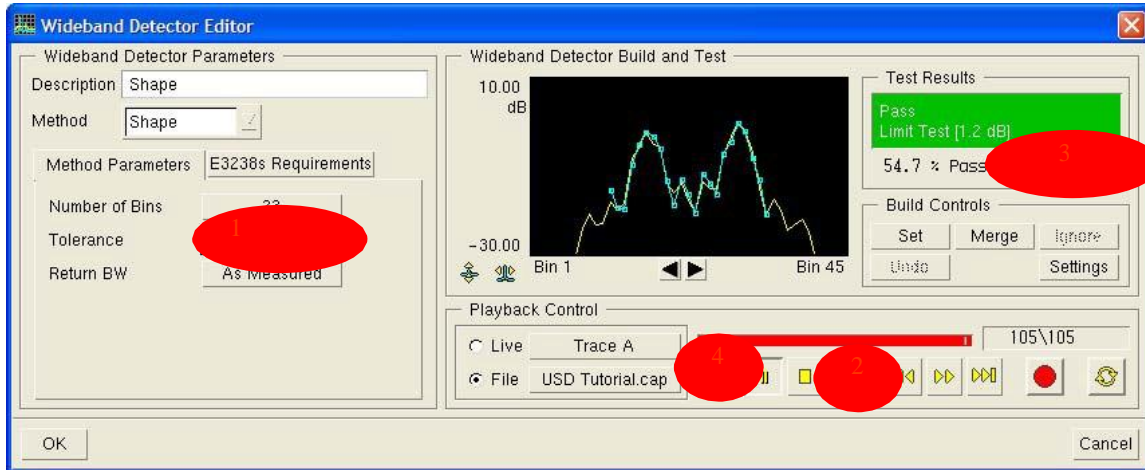 Wideband Detector Editor
Wideband Detector Parameters
Description Shape
Method Shape
Method Parameters E3238s Requirements
Number of Bins
1
Tolerance
Return BW As Measured
Wideband Detector Build and Test
10.00
dB
-30.00
Bin 1
Bin 45
Test Results
Pass
Limit Test [1.2 dB]
54.7 % Pass
3
Build Controls
Set Merge Ignore
Undo Settings
Playback Control
Live Trace A
105\105
File USD Tutorial.cap
4
2
OK
Cancel